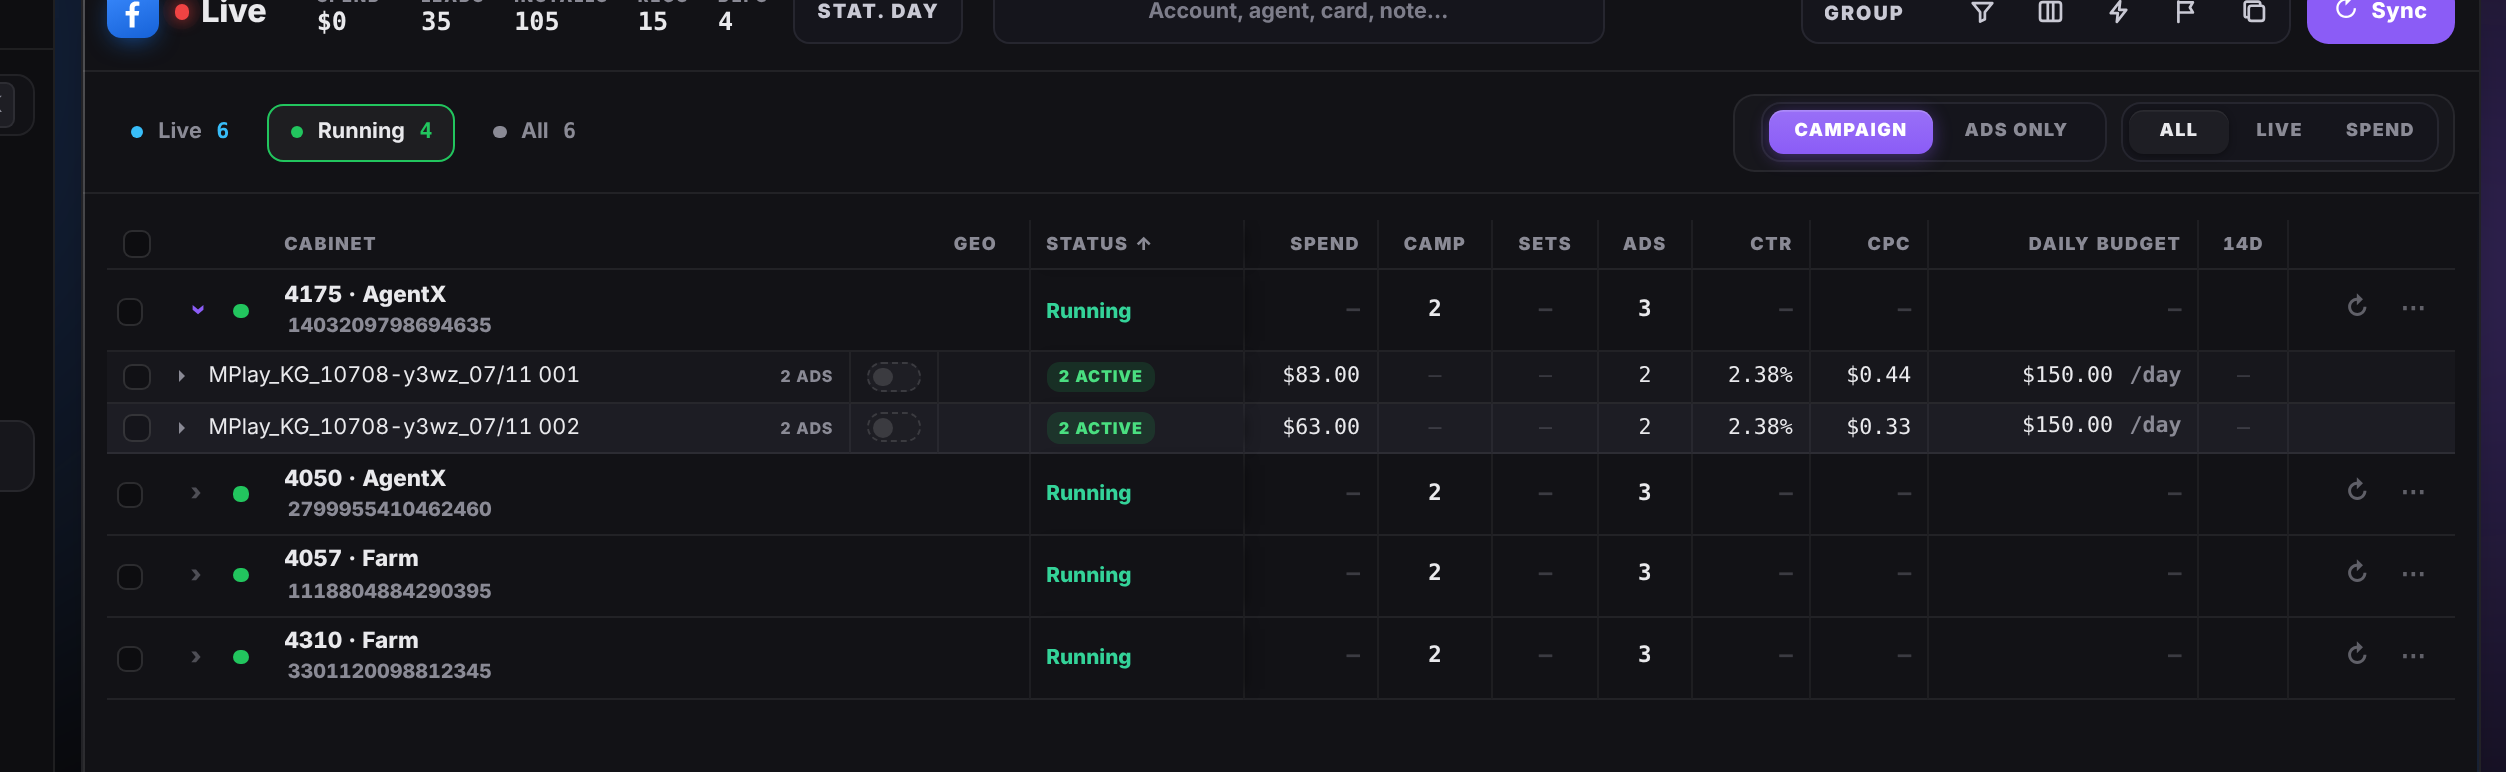 Live
$0
35
105
15
4
STAT. DAY
Account, agent, card, note...
GROUP
Sync
Live 6
Running 4
All 6
CAMPAIGN
ADS ONLY
ALL
LIVE
SPEND
CABINET GEO STATUS ↑ SPEND CAMP SETS ADS CTR CPC DAILY BUDGET 14D
4175 · AgentX
1403209798694635
Running – 2 – 3 – – –
MPlay_KG_10708-y3wz_07/11 001 2 ADS 2 ACTIVE $83.00 – – 2 2.38% $0.44 $150.00 /day –
MPlay_KG_10708-y3wz_07/11 002 2 ADS 2 ACTIVE $63.00 – – 2 2.38% $0.33 $150.00 /day –
4050 · AgentX
2799955410462460
Running – 2 – 3 – – –
4057 · Farm
1118804884290395
Running – 2 – 3 – – –
4310 · Farm
3301120098812345
Running – 2 – 3 – – –